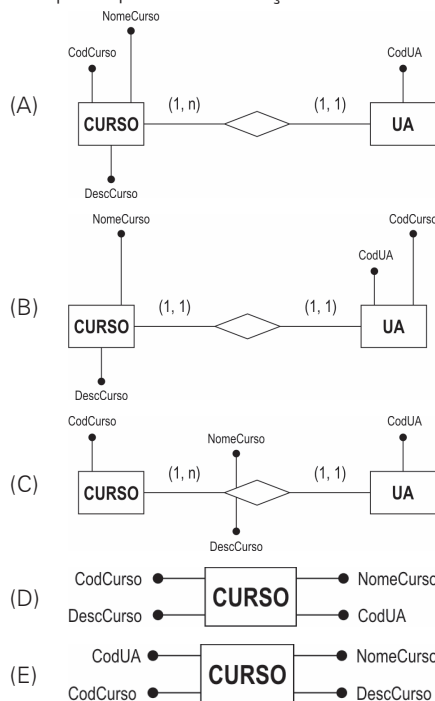 NomeCurso
CodCurso
CodUA
(A)
CURSO
(1, n)
(1, 1)
UA
DescCurso
NomeCurso
CodCurso
CodUA
(B)
CURSO
(1, 1)
(1, 1)
UA
DescCurso
CodCurso
NomeCurso
CodUA
(C)
CURSO
(1, n)
(1, 1)
UA
DescCurso
(D)
CodCurso
CURSO
NomeCurso
DescCurso
CodUA
(E)
CodUA
CURSO
NomeCurso
CodCurso
DescCurso